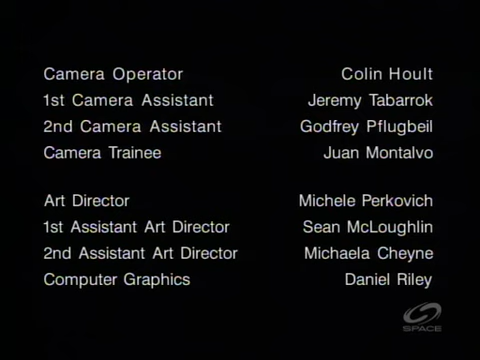 Camera Operator Colin Hoult
1st Camera Assistant Jeremy Tabarrok
2nd Camera Assistant Godfrey Pflugbeil
Camera Trainee Juan Montalvo
Art Director Michele Perkovich
1st Assistant Art Director Sean McLoughlin
2nd Assistant Art Director Michaela Cheyne
Computer Graphics Daniel Riley
SPACE